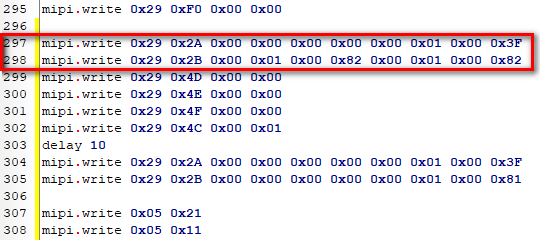 295 mipi.write 0x29 0xF0 0x00 0x00
296
297 mipi.write 0x29 0x2A 0x00 0x00 0x00 0x00 0x00 0x01 0x00 0x3F
298 mipi.write 0x29 0x2B 0x00 0x01 0x00 0x82 0x00 0x01 0x00 0x82
299 mipi.write 0x29 0x4D 0x00 0x00
300 mipi.write 0x29 0x4E 0x00 0x00
301 mipi.write 0x29 0x4F 0x00 0x00
302 mipi.write 0x29 0x4C 0x00 0x01
303 delay 10
304 mipi.write 0x29 0x2A 0x00 0x00 0x00 0x00 0x00 0x01 0x00 0x3F
305 mipi.write 0x29 0x2B 0x00 0x00 0x00 0x00 0x00 0x01 0x00 0x81
306
307 mipi.write 0x05 0x21
308 mipi.write 0x05 0x11